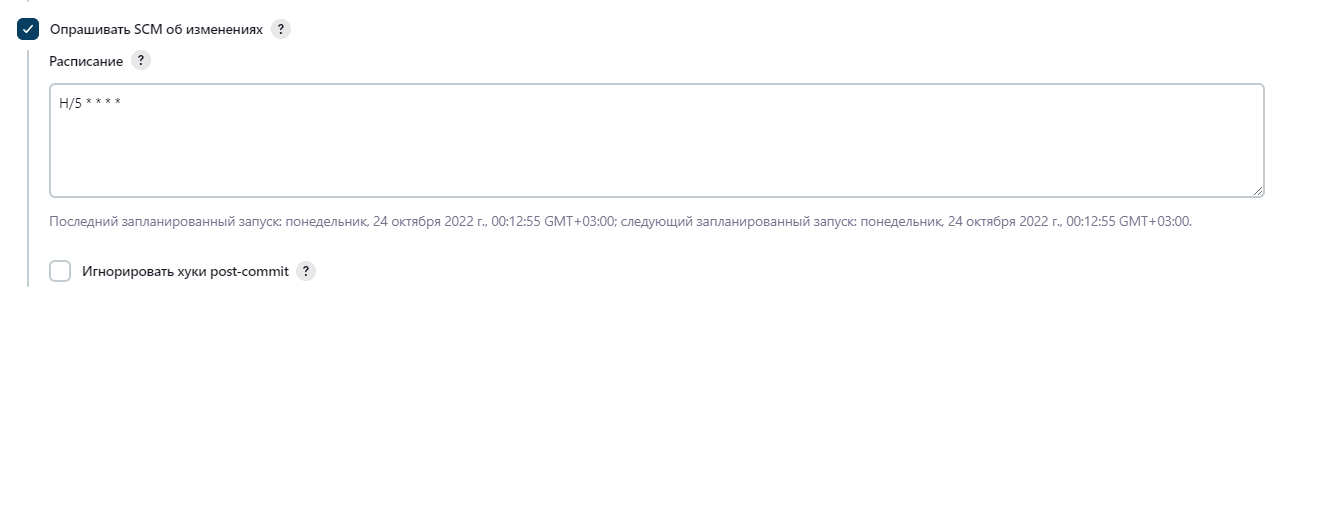 Опрашивать SCM об изменениях ?
Расписание ?
H/5 * * * *
Последний запланированный запуск: понедельник, 24 октября 2022 г., 00:12:55 GMT+03:00; следующий запланированный запуск: понедельник, 24 октября 2022 г., 00:12:55 GMT+03:00.
Игнорировать хуки post-commit ?